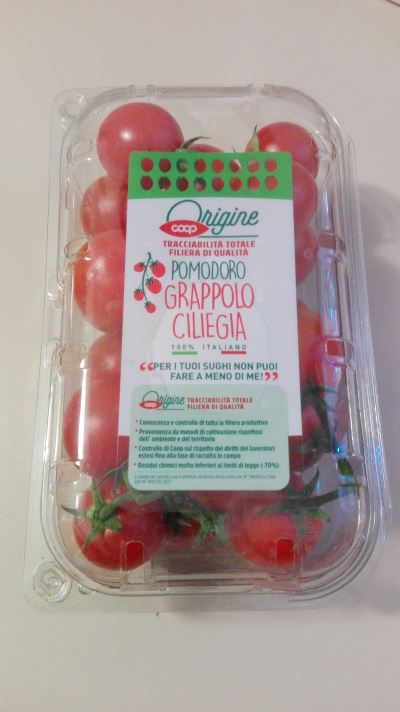 coop Origine
TRACCIABILITÀ TOTALE
FILIERA DI QUALITÀ
POMODORO
GRAPPOLO
CILIEGIA
100% ITALIANO
"PER I TUOI SUGHI NON PUOI
FARE A MENO DI ME!"
coop Origine TRACCIABILITÀ TOTALE
FILIERA DI QUALITÀ
* Conoscenza e controllo di tutta la filiera produttiva
* Provenienza da metodi di coltivazione rispettosi
dell' ambiente e del territorio
* Controllo di Coop sul rispetto dei diritti dei lavoratori
estesi fino alla fase di raccolta in campo
* Residui chimici molto inferiori ai limiti di legge (-70%)